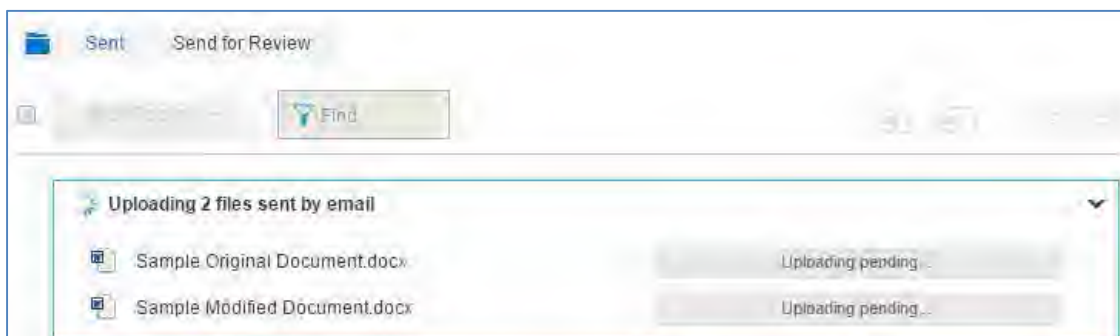 Sent Send for Review
Find
Uploading 2 files sent by email
Sample Original Document.docx Uploading pending...
Sample Modified Document.docx Uploading pending...